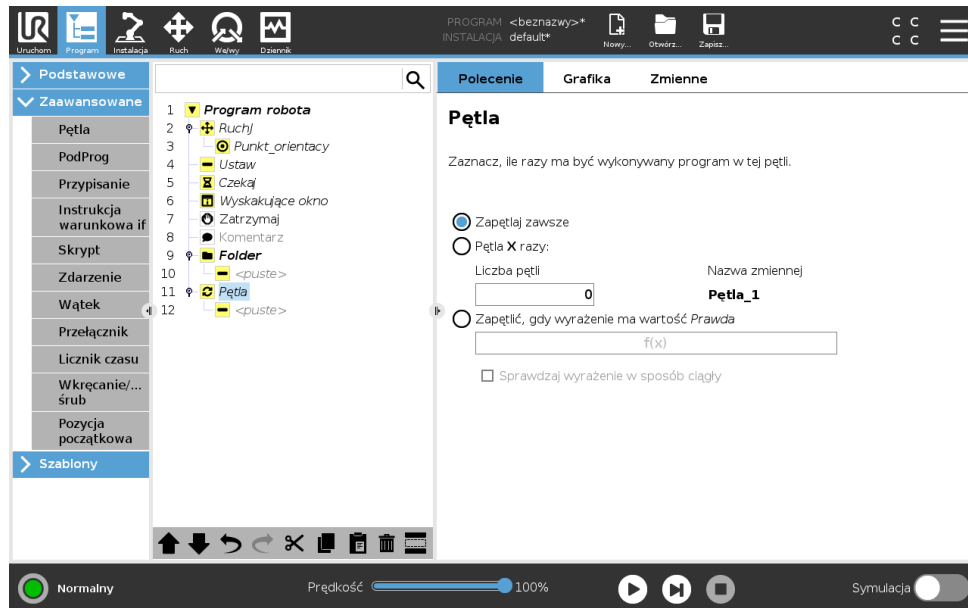 PROGRAM <beznazwy>*
INSTALACJA default*
Uruchom
Program
Instalacja
Ruch
We/wy
Dziennik
Nowy...
Otwórz...
Zapisz...
C C
C C
Podstawowe
Zaawansowane
Pętla
PodProg
Przypisanie
Instrukcja
warunkowa if
Skrypt
Zdarzenie
Wątek
Przełącznik
Licznik czasu
Wkręcanie/...
śrub
Pozycja
początkowa
Szablony
1 Program robota
2 RuchJ
3 Punkt_orientacy
4 Ustaw
5 Czekaj
6 Wyskakujące okno
7 Zatrzymaj
8 Komentarz
9 Folder
10 <puste>
11 Pętla
12 <puste>
Polecenie Grafika Zmienne
Pętla
Zaznacz, ile razy ma być wykonywany program w tej pętli.
Zapętlaj zawsze
Pętla X razy:
Liczba pętli Nazwa zmiennej
0 Pętla_1
Zapętlić, gdy wyrażenie ma wartość Prawda
f(x)
Sprawdzaj wyrażenie w sposób ciągły
Normalny
Prędkość 100%
Symulacja